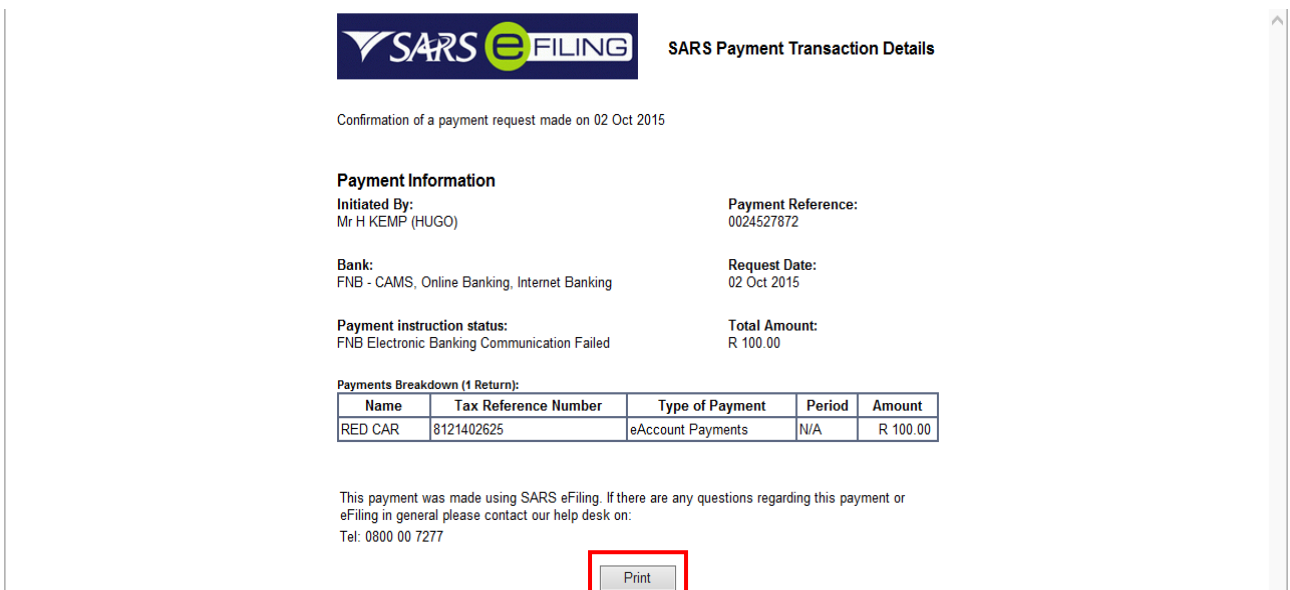 SARS e FILING
SARS Payment Transaction Details
Confirmation of a payment request made on 02 Oct 2015
Payment Information
Initiated By: Payment Reference:
Mr H KEMP (HUGO) 0024527872
Bank: Request Date:
FNB - CAMS, Online Banking, Internet Banking 02 Oct 2015
Payment instruction status: Total Amount:
FNB Electronic Banking Communication Failed R 100.00
Payments Breakdown (1 Return):
Name Tax Reference Number Type of Payment Period Amount
RED CAR 8121402625 eAccount Payments N/A R 100.00
This payment was made using SARS eFiling. If there are any questions regarding this payment or
eFiling in general please contact our help desk on:
Tel: 0800 00 7277
Print